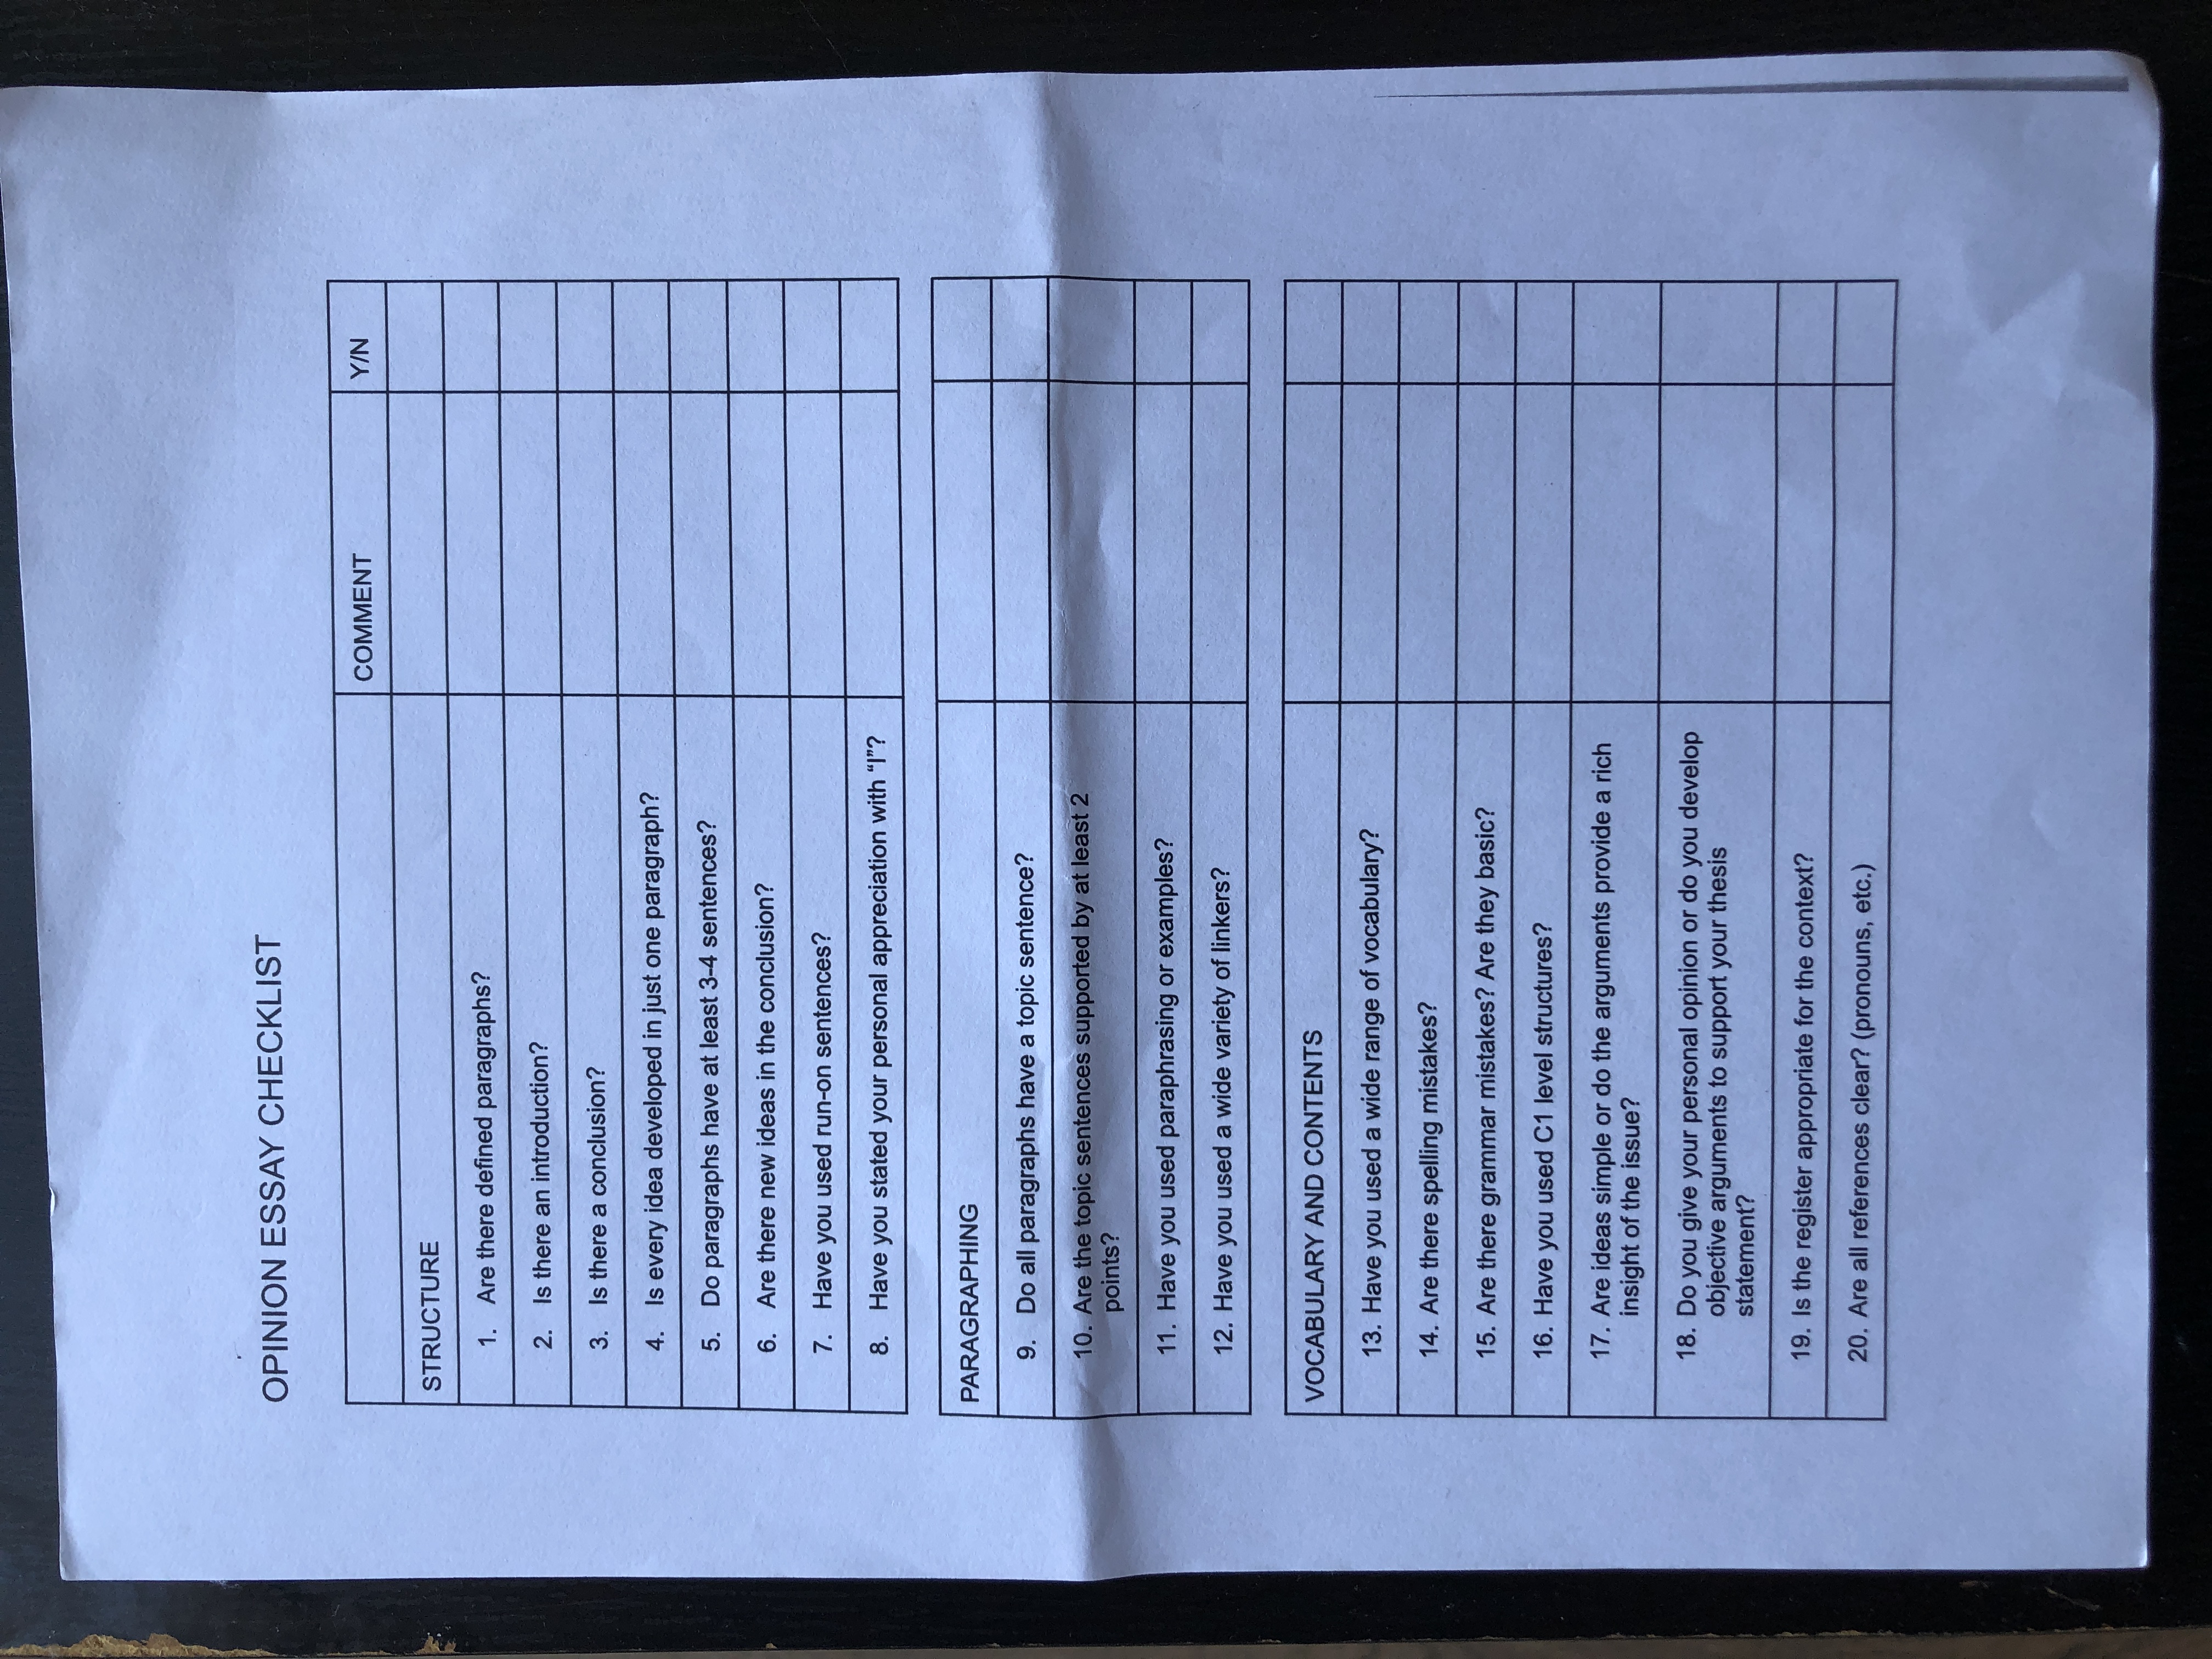 OPINION ESSAY CHECKLIST
COMMENT Y/N
STRUCTURE
1. Are there defined paragraphs?
2. Is there an introduction?
3. Is there a conclusion?
4. Is every idea developed in just one paragraph?
5. Do paragraphs have at least 3-4 sentences?
6. Are there new ideas in the conclusion?
7. Have you used run-on sentences?
8. Have you stated your personal appreciation with “I”?
PARAGRAPHING
9. Do all paragraphs have a topic sentence?
10. Are the topic sentences supported by at least 2
points?
11. Have you used paraphrasing or examples?
12. Have you used a wide variety of linkers?
VOCABULARY AND CONTENTS
13. Have you used a wide range of vocabulary?
14. Are there spelling mistakes?
15. Are there grammar mistakes? Are they basic?
16. Have you used C1 level structures?
17. Are ideas simple or do the arguments provide a rich
insight of the issue?
18. Do you give your personal opinion or do you develop
objective arguments to support your thesis
statement?
19. Is the register appropriate for the context?
20. Are all references clear? (pronouns, etc.)